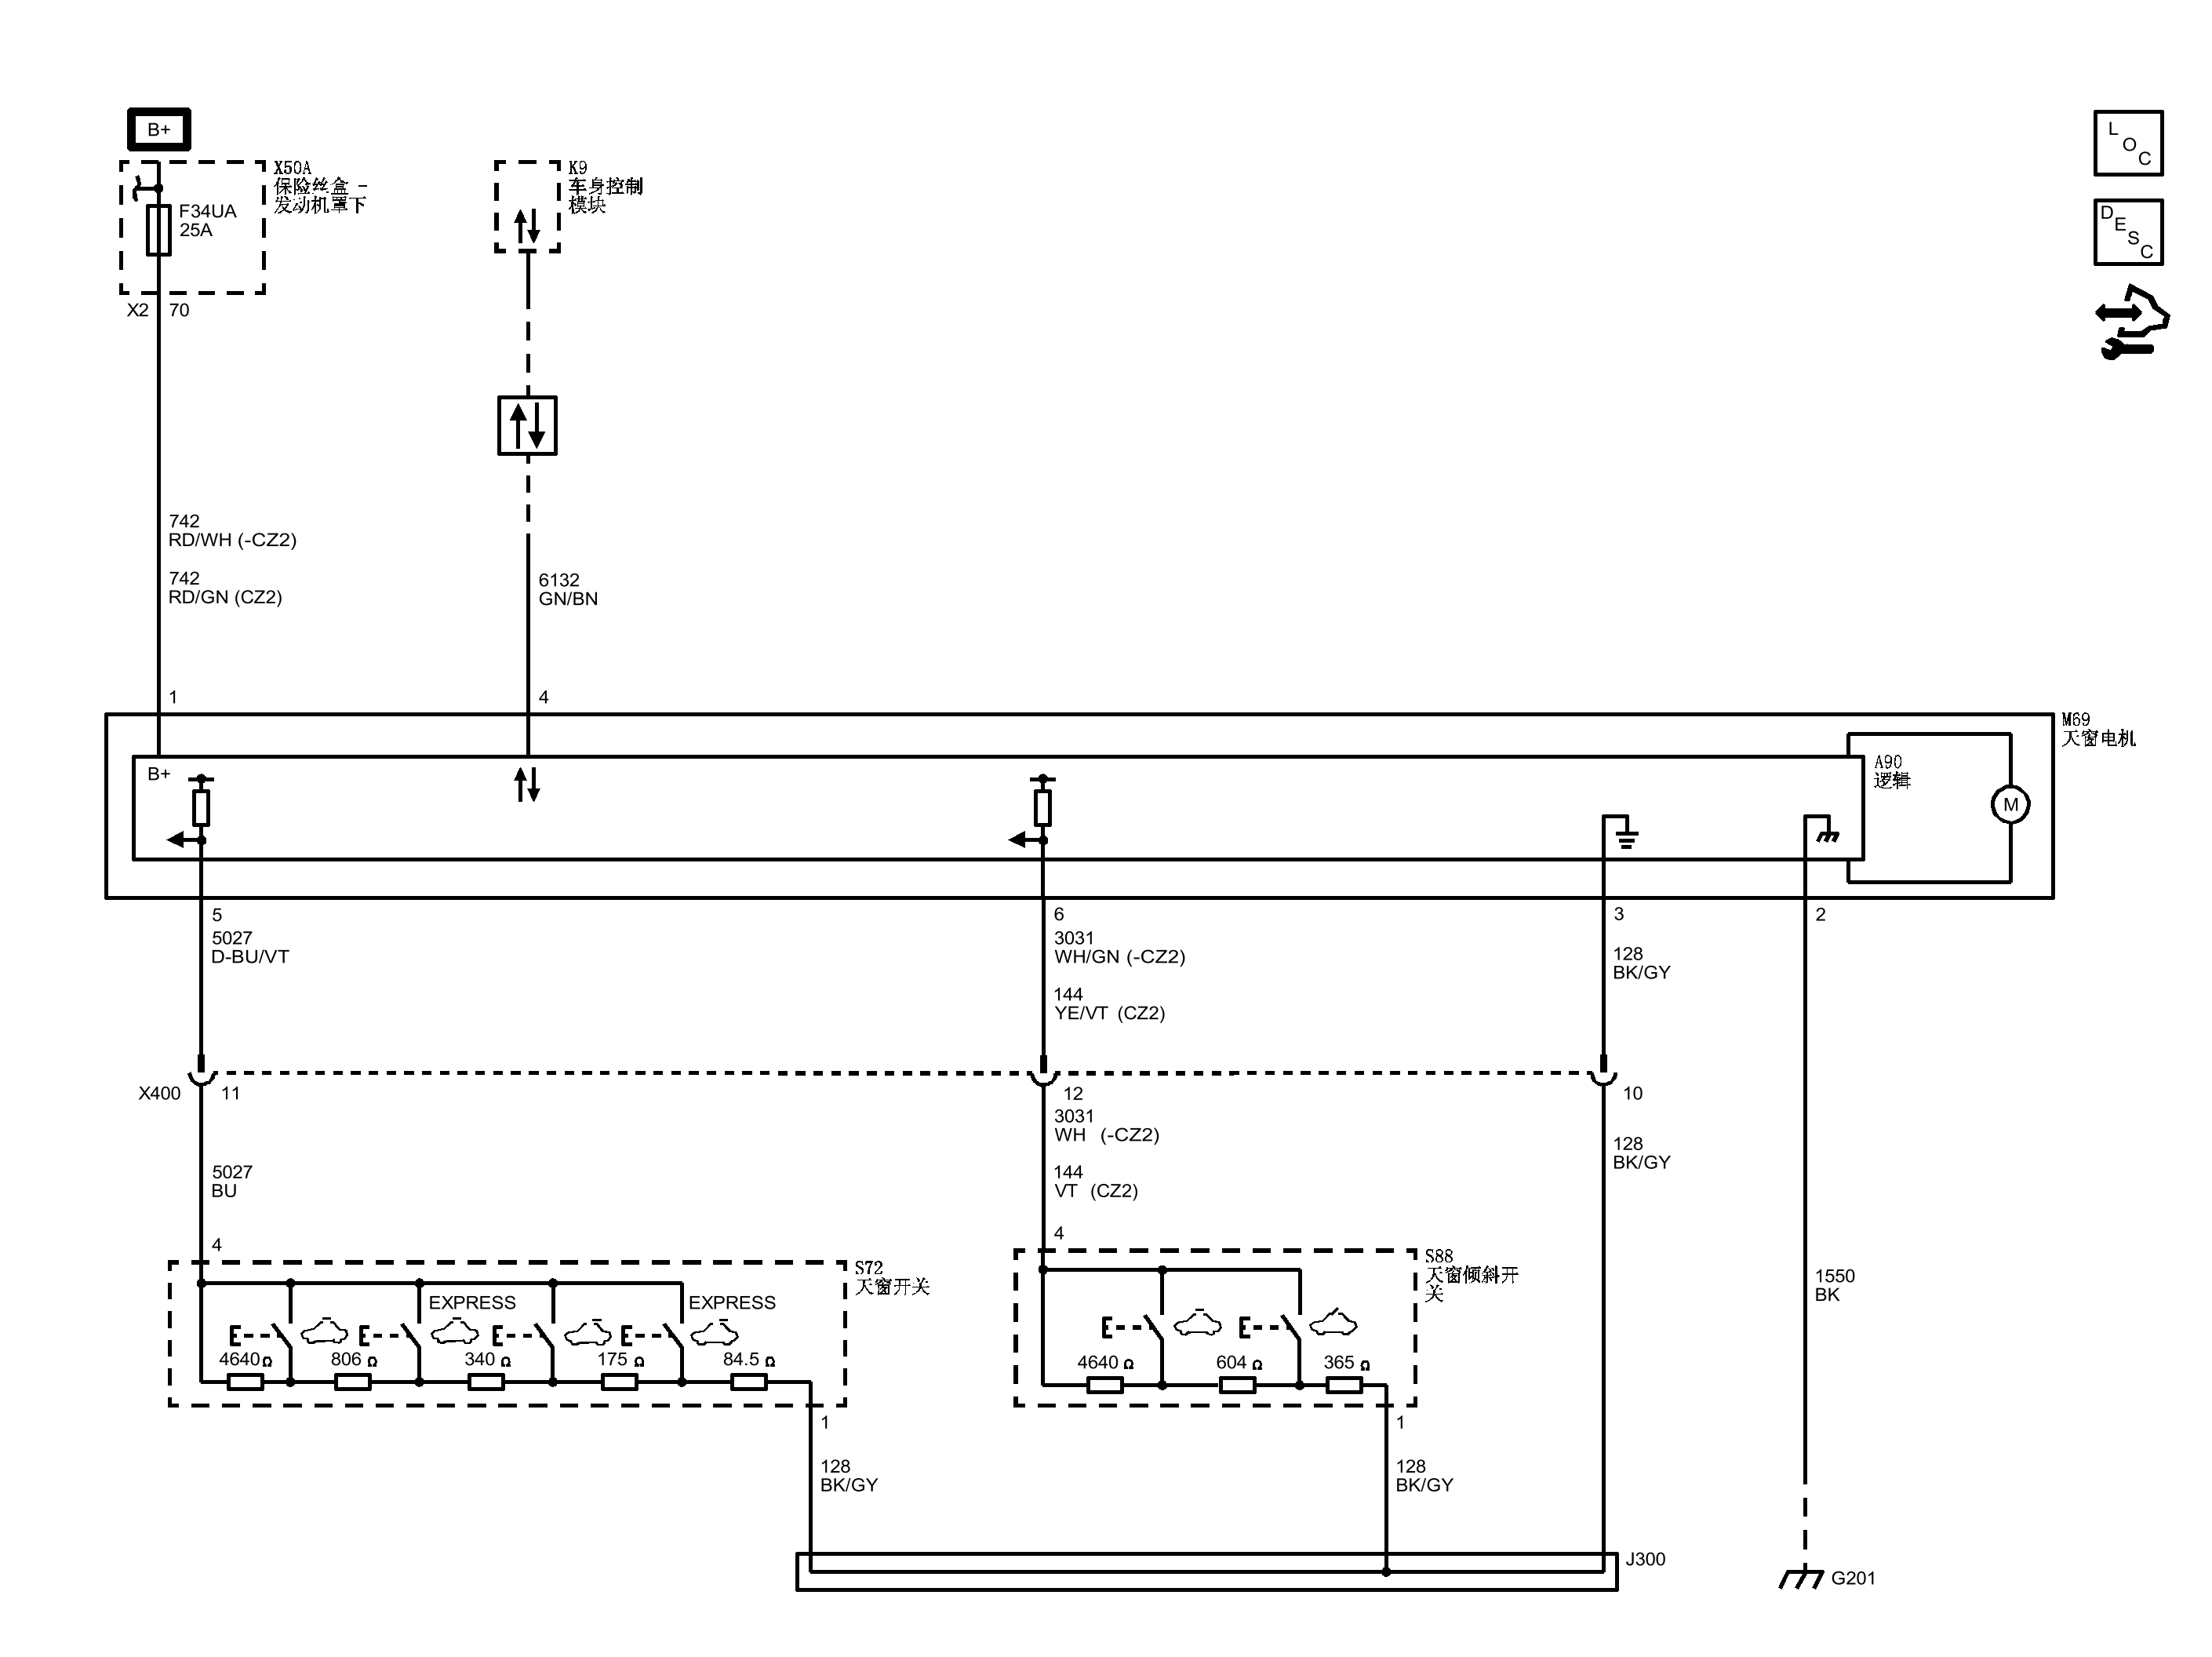 B+
X50A
保险丝盒 -
发动机罩下
F34UA
25A
X2 70
K9
车身控制
模块
L
O
C
D
E
S
C
742
RD/WH (-CZ2)
742
RD/GN (CZ2)
6132
GN/BN
1
4
M69
天窗电机
B+
A90
逻辑
M
5
5027
D-BU/VT
6
3031
WH/GN (-CZ2)
144
YE/VT (CZ2)
3
128
BK/GY
2
X400
11
12
10
3031
WH (-CZ2)
144
VT (CZ2)
128
BK/GY
5027
BU
4
4
S72
天窗开关
EXPRESS
EXPRESS
4640 Ω
806 Ω
340 Ω
175 Ω
84.5 Ω
S88
天窗倾斜开
关
4640 Ω
604 Ω
365 Ω
1550
BK
1
128
BK/GY
1
128
BK/GY
J300
G201